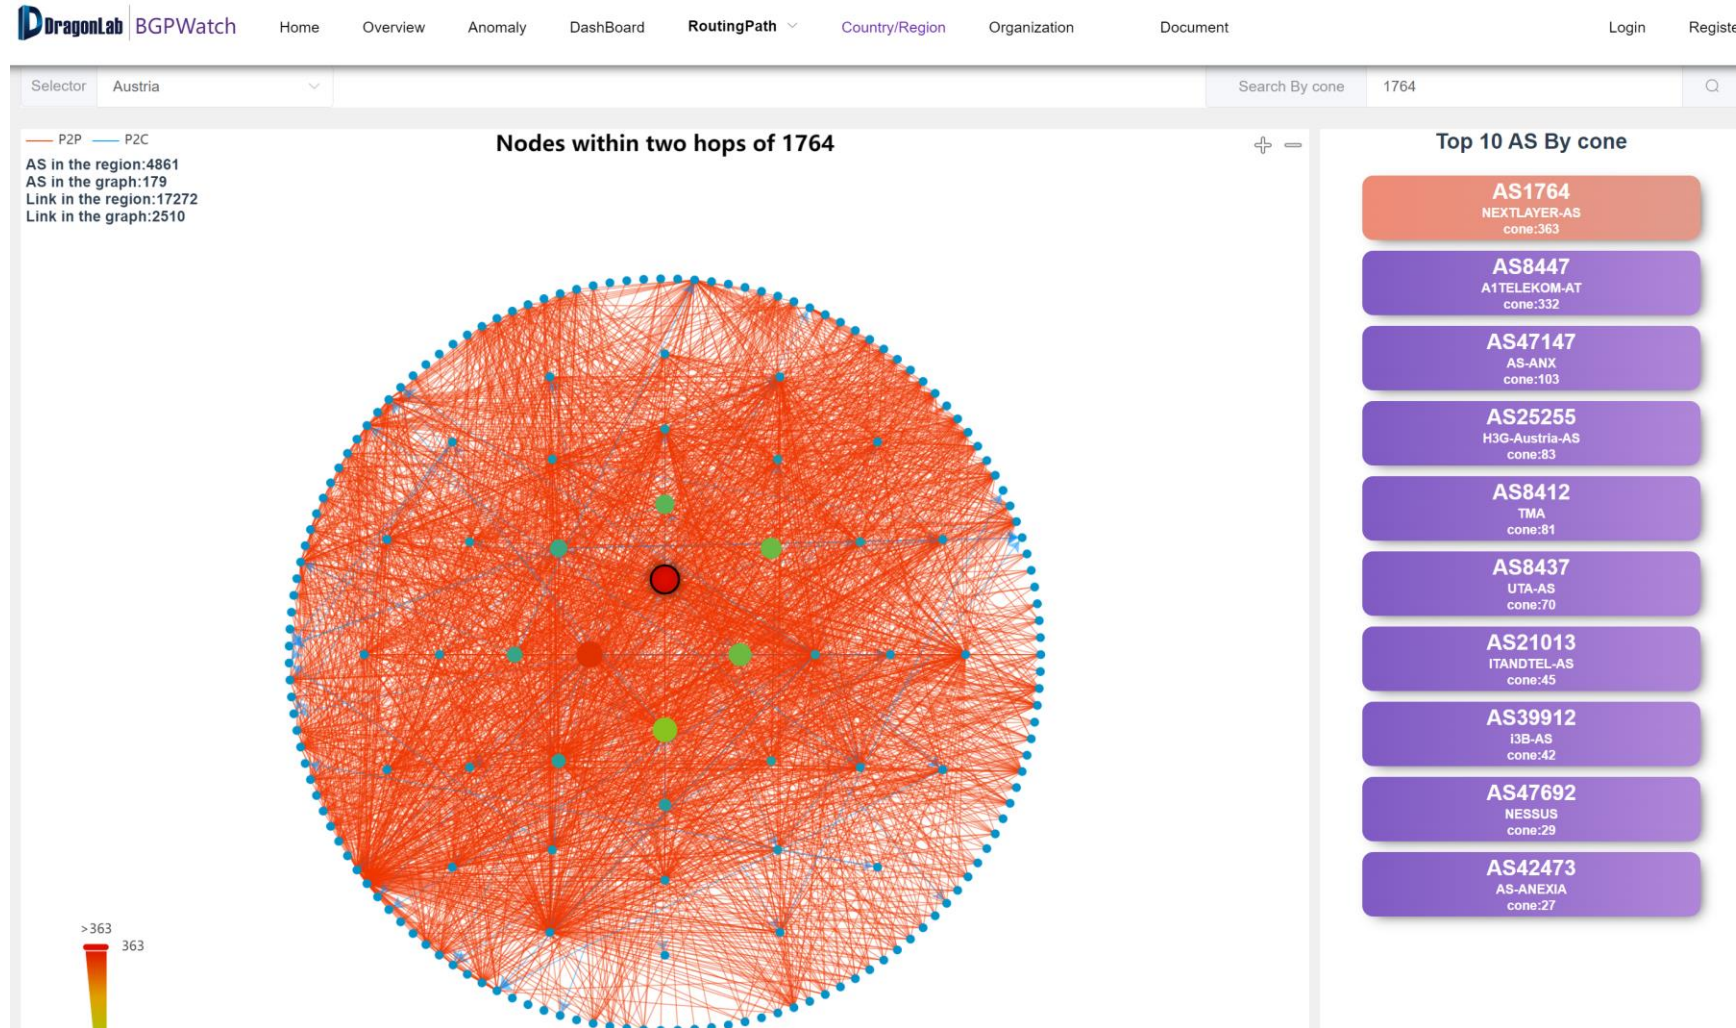 DragonLab BGPWatch Home Overview Anomaly DashBoard RoutingPath Country/Region Organization Document Login Registe
Selector Austria Search By cone 1764
P2P P2C
Nodes within two hops of 1764
AS in the region:4861
AS in the graph:179
Link in the region:17272
Link in the graph:2510
>363
363
Top 10 AS By cone
AS1764
NEXTLAYER-AS
cone:363
AS8447
A1TELEKOM-AT
cone:332
AS47147
AS-ANX
cone:103
AS25255
H3G-Austria-AS
cone:83
AS8412
TMA
cone:81
AS8437
UTA-AS
cone:70
AS21013
ITANDTEL-AS
cone:45
AS39912
i3B-AS
cone:42
AS47692
NESSUS
cone:29
AS42473
AS-ANEXIA
cone:27